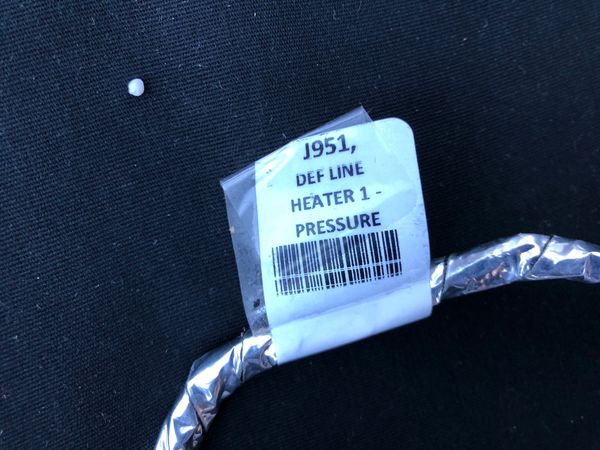 J951,
DEF LINE
HEATER 1 -
PRESSURE